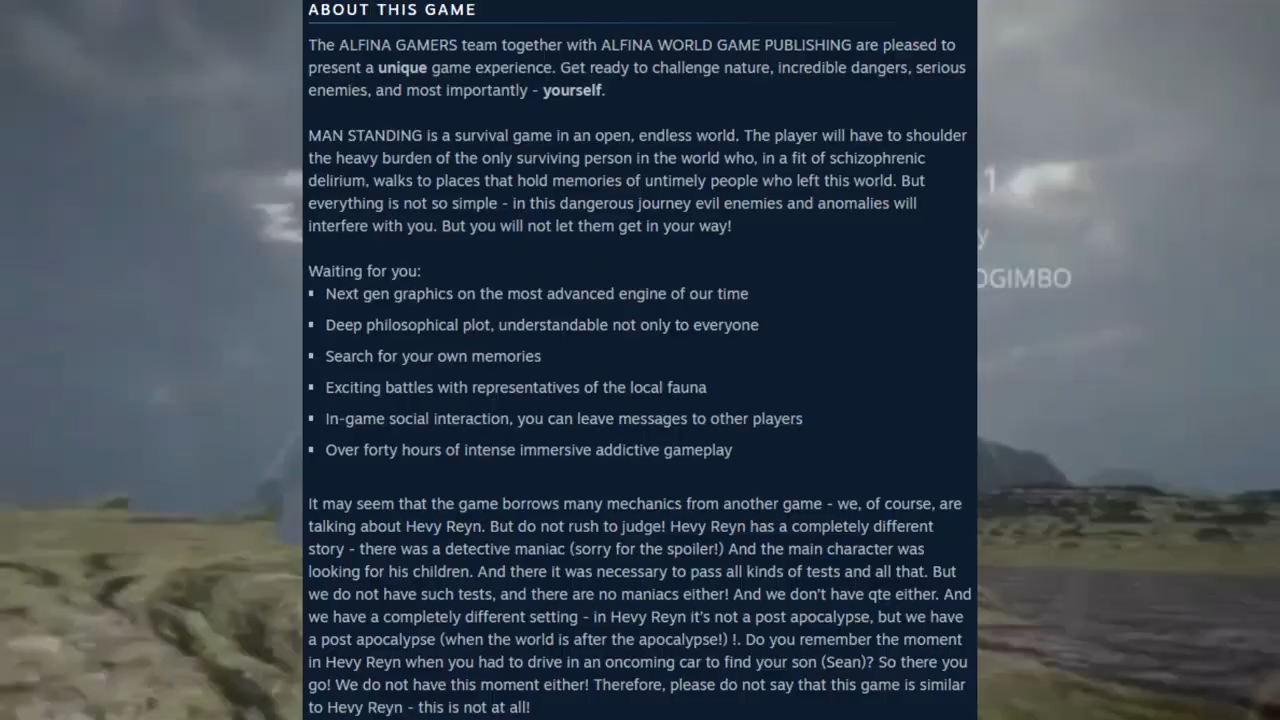 ABOUT THIS GAME
The ALFINA GAMERS team together with ALFINA WORLD GAME PUBLISHING are pleased to
present a unique game experience. Get ready to challenge nature, incredible dangers, serious
enemies, and most importantly - yourself.
MAN STANDING is a survival game in an open, endless world. The player will have to shoulder
the heavy burden of the only surviving person in the world who, in a fit of schizophrenic
delirium, walks to places that hold memories of untimely people who left this world. But
everything is not so simple - in this dangerous journey evil enemies and anomalies will
interfere with you. But you will not let them get in your way!
Waiting for you:
▪ Next gen graphics on the most advanced engine of our time
▪ Deep philosophical plot, understandable not only to everyone
▪ Search for your own memories
▪ Exciting battles with representatives of the local fauna
▪ In-game social interaction, you can leave messages to other players
▪ Over forty hours of intense immersive addictive gameplay
It may seem that the game borrows many mechanics from another game - we, of course, are
talking about Hevy Reyn. But do not rush to judge! Hevy Reyn has a completely different
story - there was a detective maniac (sorry for the spoiler!) And the main character was
looking for his children. And there it was necessary to pass all kinds of tests and all that. But
we do not have such tests, and there are no maniacs either! And we don't have qte either. And
we have a completely different setting - in Hevy Reyn it's not a post apocalypse, but we have
a post apocalypse (when the world is after the apocalypse!) !. Do you remember the moment
in Hevy Reyn when you had to drive in an oncoming car to find your son (Sean)? So there you
go! We do not have this moment either! Therefore, please do not say that this game is similar
to Hevy Reyn - this is not at all!
1
y
OGIMBO